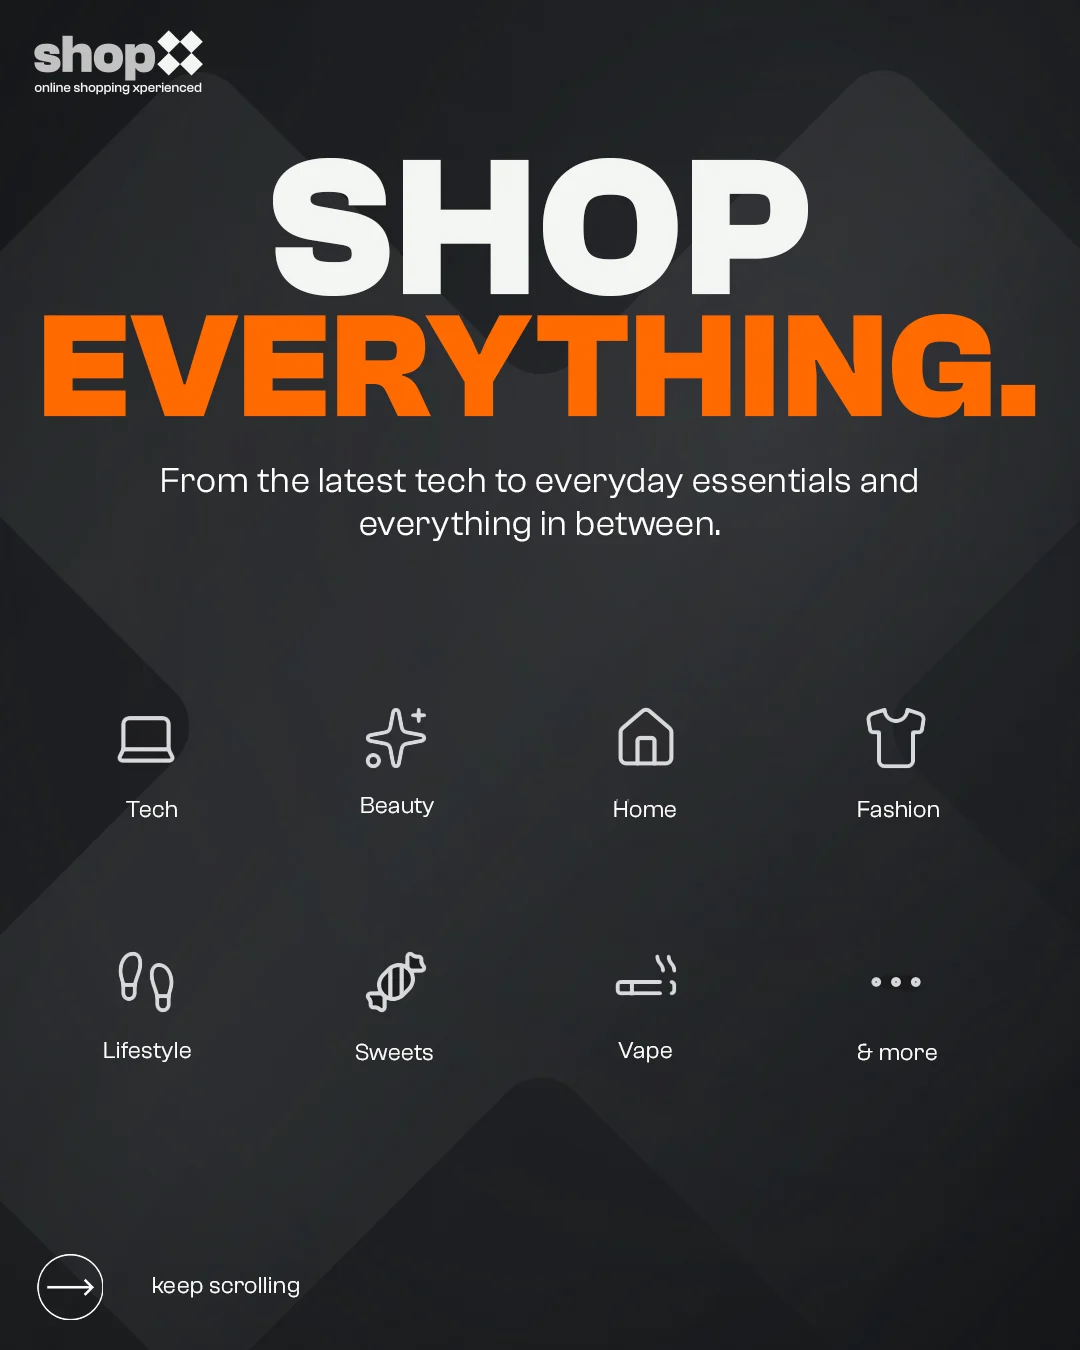 shop
online shopping xperienced
SHOP
EVERYTHING.
From the latest tech to everyday essentials and
everything in between.
Tech
Beauty
Home
Fashion
Lifestyle
Sweets
Vape
& more
keep scrolling